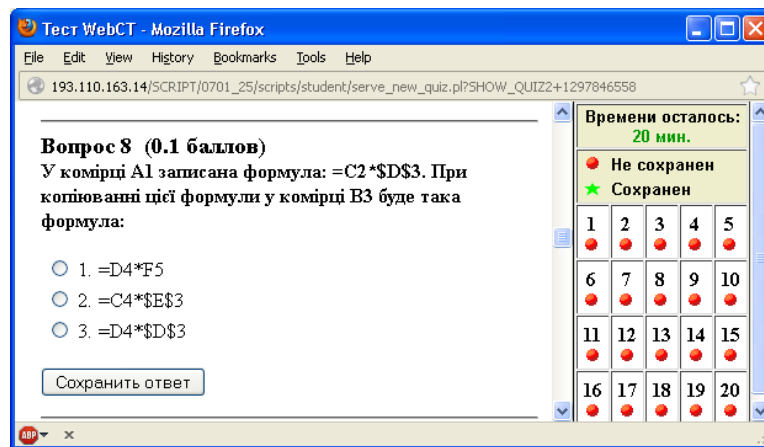 Тест WebCT - Mozilla Firefox
File Edit View History Bookmarks Tools Help
193.110.163.14/SCRIPT/0701_25/scripts/student/serve_new_quiz.pl?SHOW_QUIZ2+1297846558
Вопрос 8 (0.1 баллов)
У комірці A1 записана формула: =C2*$D$3. При
копіюванні цієї формули у комірці B3 буде така
формула:
1. =D4*F5
2. =C4*$E$3
3. =D4*$D$3
Сохранить ответ
Времени осталось:
20 мин.
Не сохранен
Сохранен
1 2 3 4 5
6 7 8 9 10
11 12 13 14 15
16 17 18 19 20
ABP